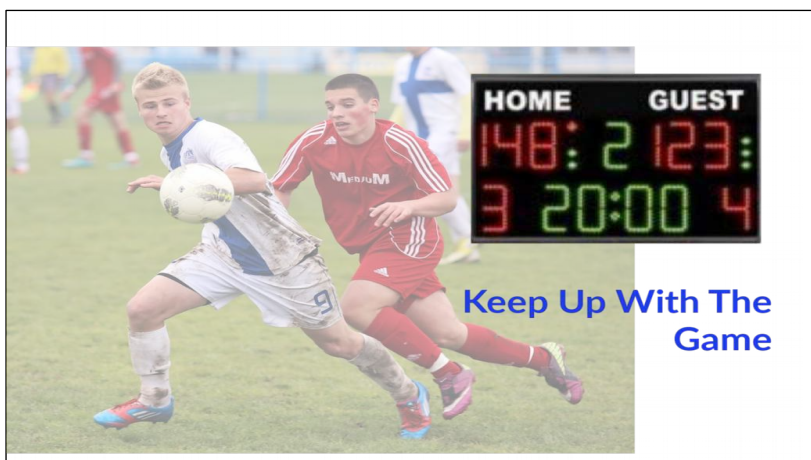 HOME GUEST
148 2 123
3 20:00 4
MEDIUM
9
Keep Up With The
Game